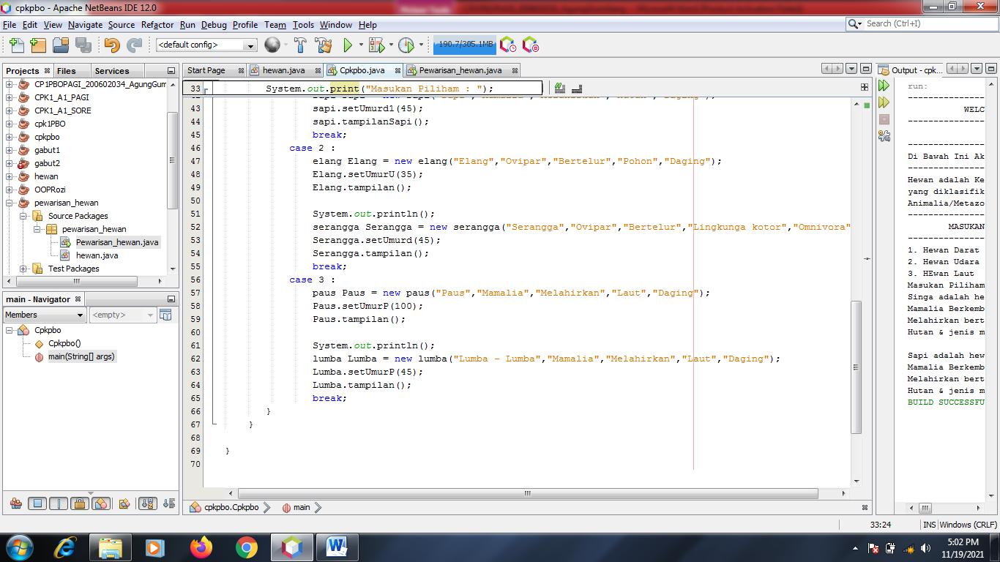 cpkpbo - Apache NetBeans IDE 12.0
File Edit View Navigate Source Refactor Run Debug Profile Team Tools Window Help
Search (Ctrl+I)
<default config>
190.7/305.1MB
Projects Files Services
CP1PBOPAGI_200602034_AgungGum
CPK1_A1_PAGI
CPK1_A1_SORE
cpk1PBO
cpkpbo
gabut1
gabut2
hewan
OOPRozi
pewarisan_hewan
Source Packages
pewarisan_hewan
Pewarisan_hewan.java
hewan.java
Test Packages
main - Navigator
Members
<empty>
Cpkpbo
Cpkpbo()
main(String[] args)
Start Page hewan.java Cpkpbo.java Pewarisan_hewan.java
33 System.out.print("Masukan Piliham : ");
43 sapi.setUmurd1(45);
44 sapi.tampilanSapi();
45 break;
46 case 2 :
47 elang Elang = new elang("Elang","Ovipar","Bertelur","Pohon","Daging");
48 Elang.setUmurU(35);
49 Elang.tampilan();
50
51 System.out.println();
52 serangga Serangga = new serangga("Serangga","Ovipar","Bertelur","Lingkunga kotor","Omnivora"
53 Serangga.setUmurd(45);
54 Serangga.tampilan();
55 break;
56 case 3 :
57 paus Paus = new paus("Paus","Mamalia","Melahirkan","Laut","Daging");
58 Paus.setUmurP(100);
59 Paus.tampilan();
60
61 System.out.println();
62 lumba Lumba = new lumba("Lumba - Lumba","Mamalia","Melahirkan","Laut","Daging");
63 Lumba.setUmurP(45);
64 Lumba.tampilan();
65 break;
66 }
67 }
68
69 }
70
cpkpbo.Cpkpbo main
Output - cpk...
run:
--------------------
WELC
--------------------
--------------------
Di Bawah Ini Ak
--------------------
Hewan adalah Ke
yang diklasifik
Animalia/Metazo
--------------------
MASUKAN
--------------------
1. Hewan Darat
2. Hewan Udara
3. HEwan Laut
Masukan Piliham
Singa adalah he
Mamalia Berkemb
Melahirkan bert
Hutan & jenis m
Sapi adalah hew
Mamalia Berkemb
Melahirkan bert
Hutan & jenis m
BUILD SUCCESSFU
33:24 INS Windows (CRLF)
5:02 PM
11/19/2021